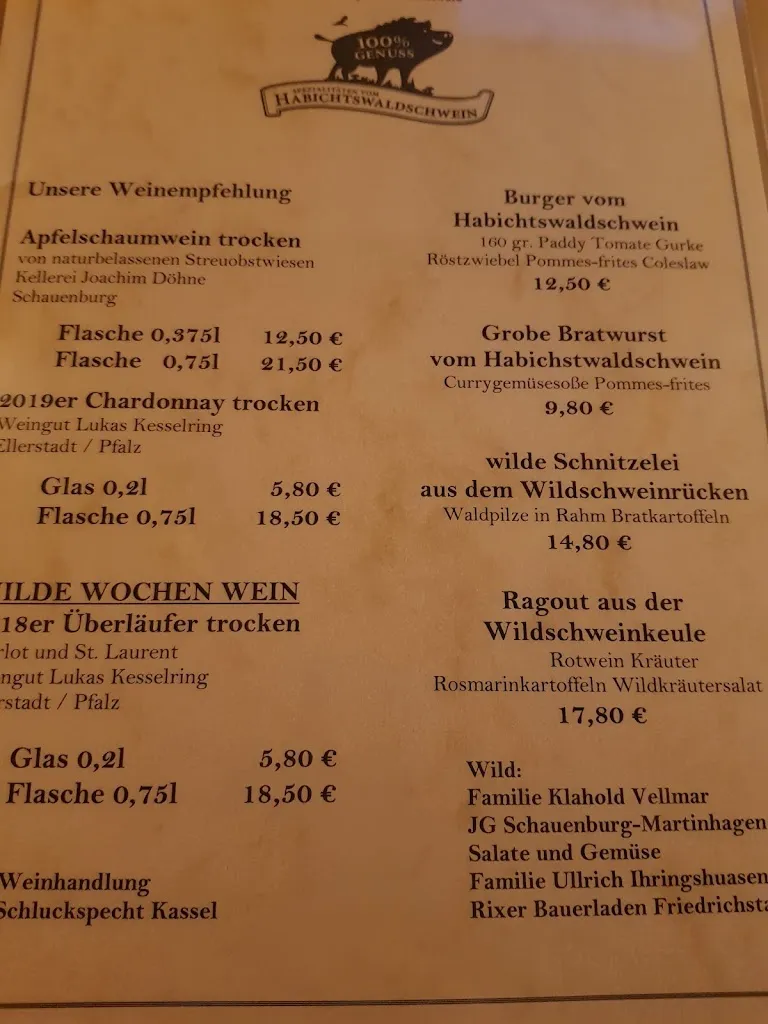 100%
GENUSS
SPEZIALITÄTEN VOM
HABICHTSWALDSCHWEIN
Unsere Weinempfehlung
Apfelschaumwein trocken
von naturbelassenen Streuobstwiesen
Kellerei Joachim Döhne
Schauenburg
Flasche 0,375l 12,50 €
Flasche 0,75l 21,50 €
2019er Chardonnay trocken
Weingut Lukas Kesselring
Ellerstadt / Pfalz
Glas 0,2l 5,80 €
Flasche 0,75l 18,50 €
ILDE WOCHEN WEIN
18er Überläufer trocken
rlot und St. Laurent
ngut Lukas Kesselring
rstadt / Pfalz
Glas 0,2l 5,80 €
Flasche 0,75l 18,50 €
Weinhandlung
Schluckspecht Kassel
Burger vom
Habichtswaldschwein
160 gr. Paddy Tomate Gurke
Röstzwiebel Pommes-frites Coleslaw
12,50 €
Grobe Bratwurst
vom Habichstwaldschwein
Currygemüsesoße Pommes-frites
9,80 €
wilde Schnitzelei
aus dem Wildschweinrücken
Waldpilze in Rahm Bratkartoffeln
14,80 €
Ragout aus der
Wildschweinkeule
Rotwein Kräuter
Rosmarinkartoffeln Wildkräutersalat
17,80 €
Wild:
Familie Klahold Vellmar
JG Schauenburg-Martinhagen
Salate und Gemüse
Familie Ullrich Ihringshuasen
Rixer Bauerladen Friedrichsta